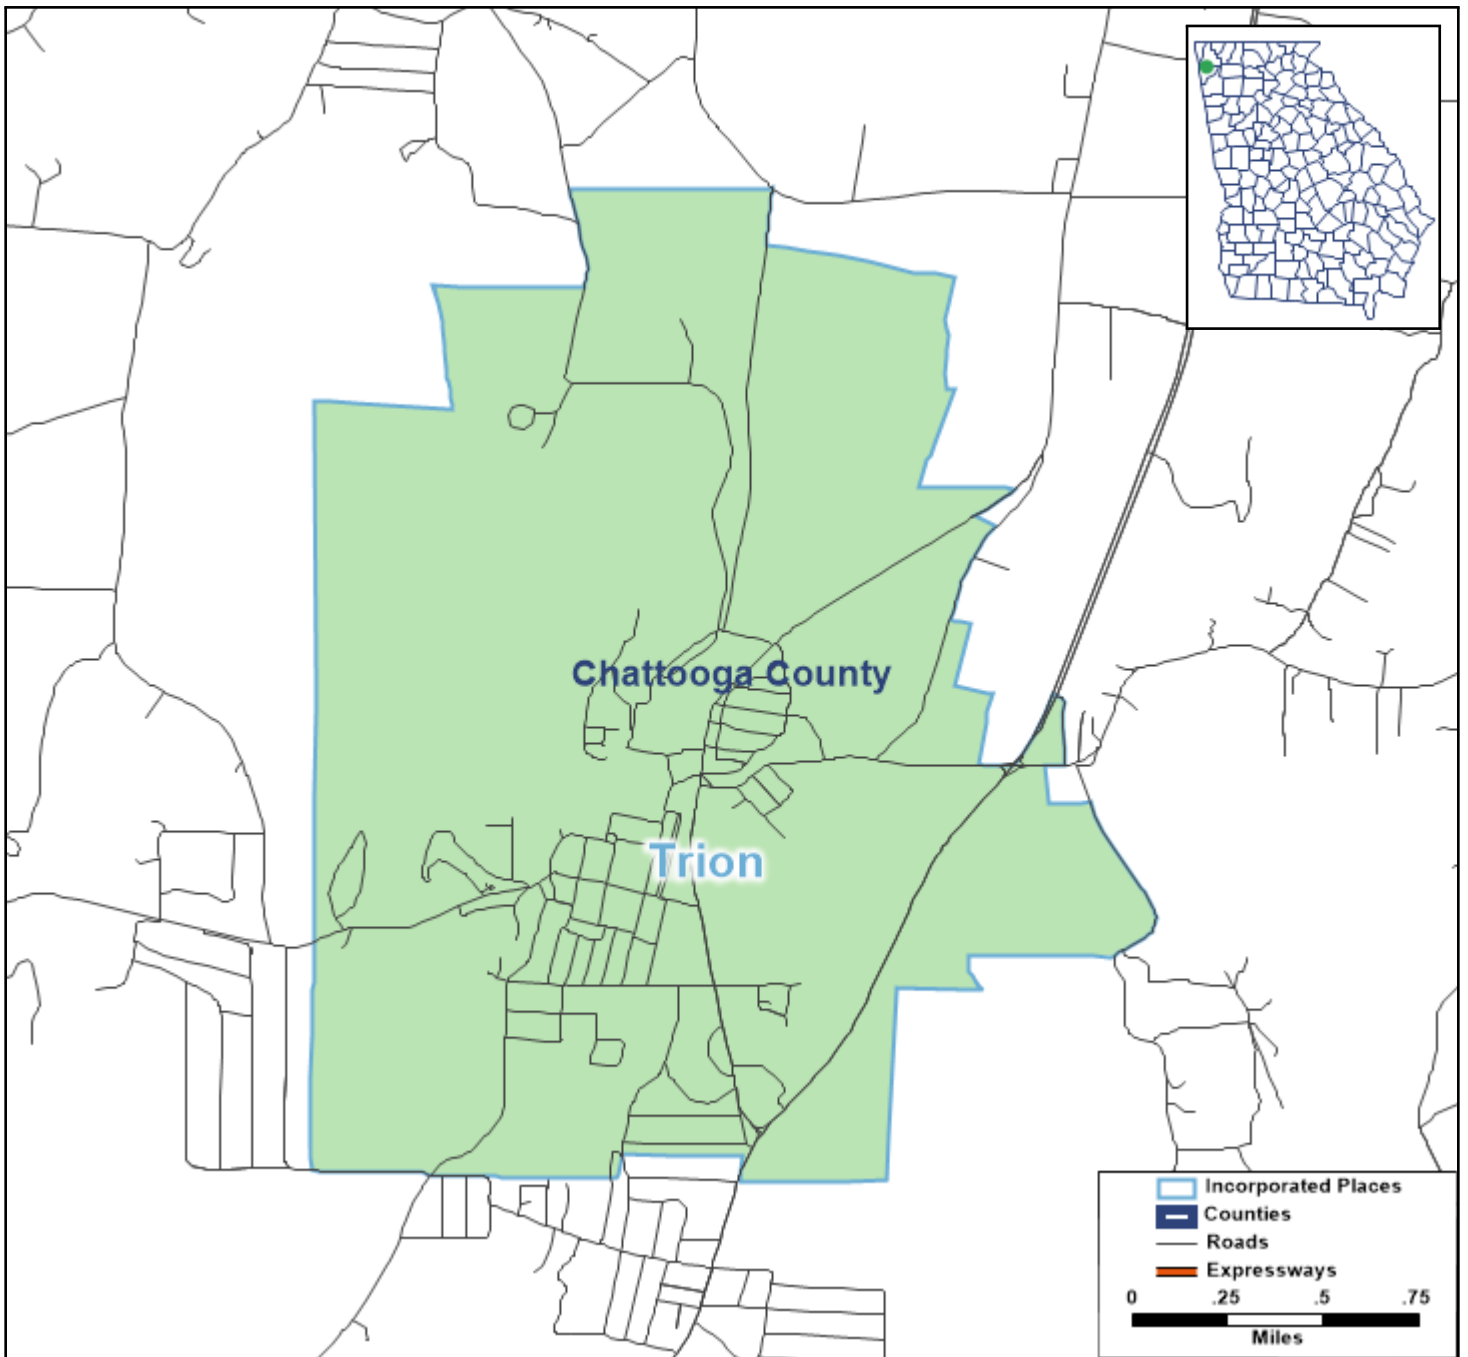 Chattooga County
Trion
Incorporated Places
Counties
Roads
Expressways
0 .25 .5 .75
Miles